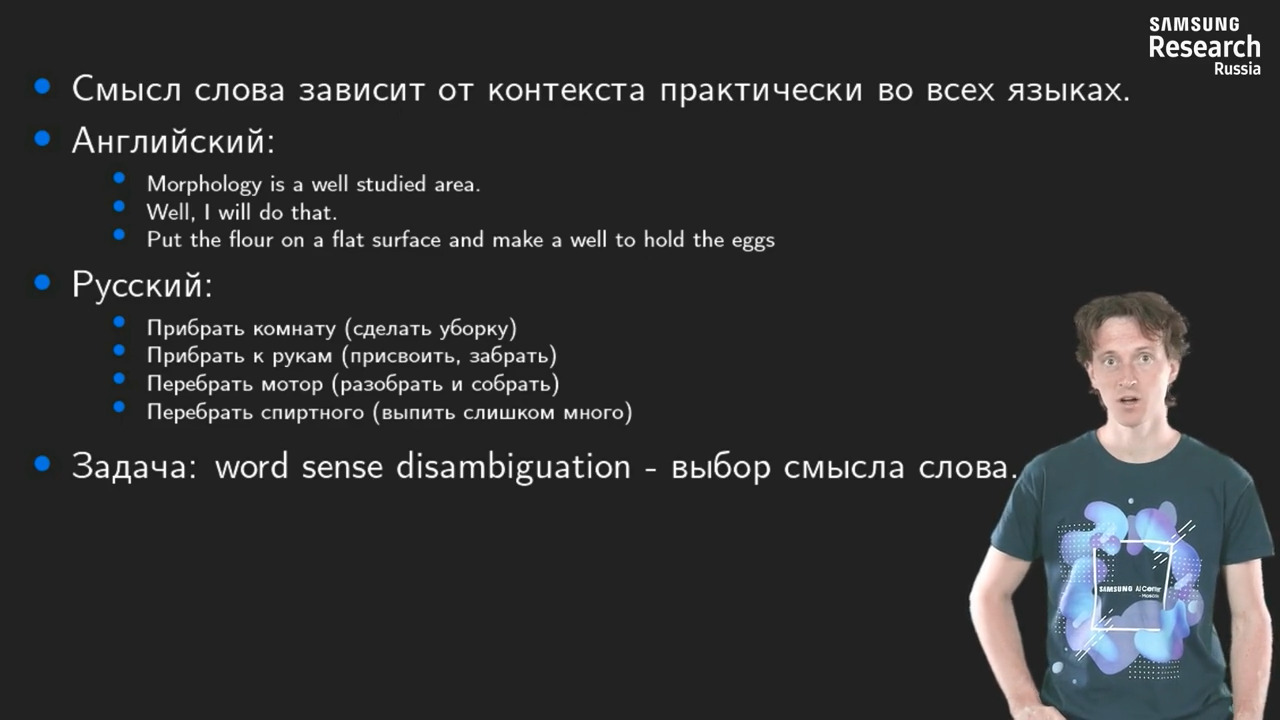 SAMSUNG
Research
Russia
Смысл слова зависит от контекста практически во всех языках.
Английский:
Morphology is a well studied area.
Well, I will do that.
Put the flour on a flat surface and make a well to hold the eggs
Русский:
Прибрать комнату (сделать уборку)
Прибрать к рукам (присвоить, забрать)
Перебрать мотор (разобрать и собрать)
Перебрать спиртного (выпить слишком много)
Задача: word sense disambiguation - выбор смысла слова.
SAMSUNG AI Center
- Moscow